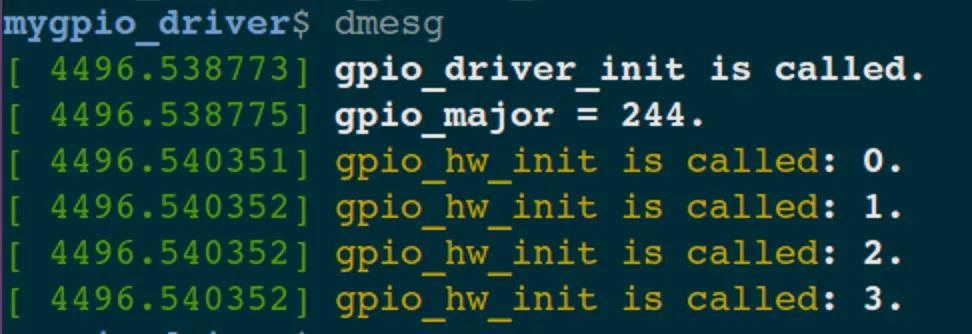 mygpio_driver$ dmesg
[ 4496.538773] gpio_driver_init is called.
[ 4496.538775] gpio_major = 244.
[ 4496.540351] gpio_hw_init is called: 0.
[ 4496.540352] gpio_hw_init is called: 1.
[ 4496.540352] gpio_hw_init is called: 2.
[ 4496.540352] gpio_hw_init is called: 3.